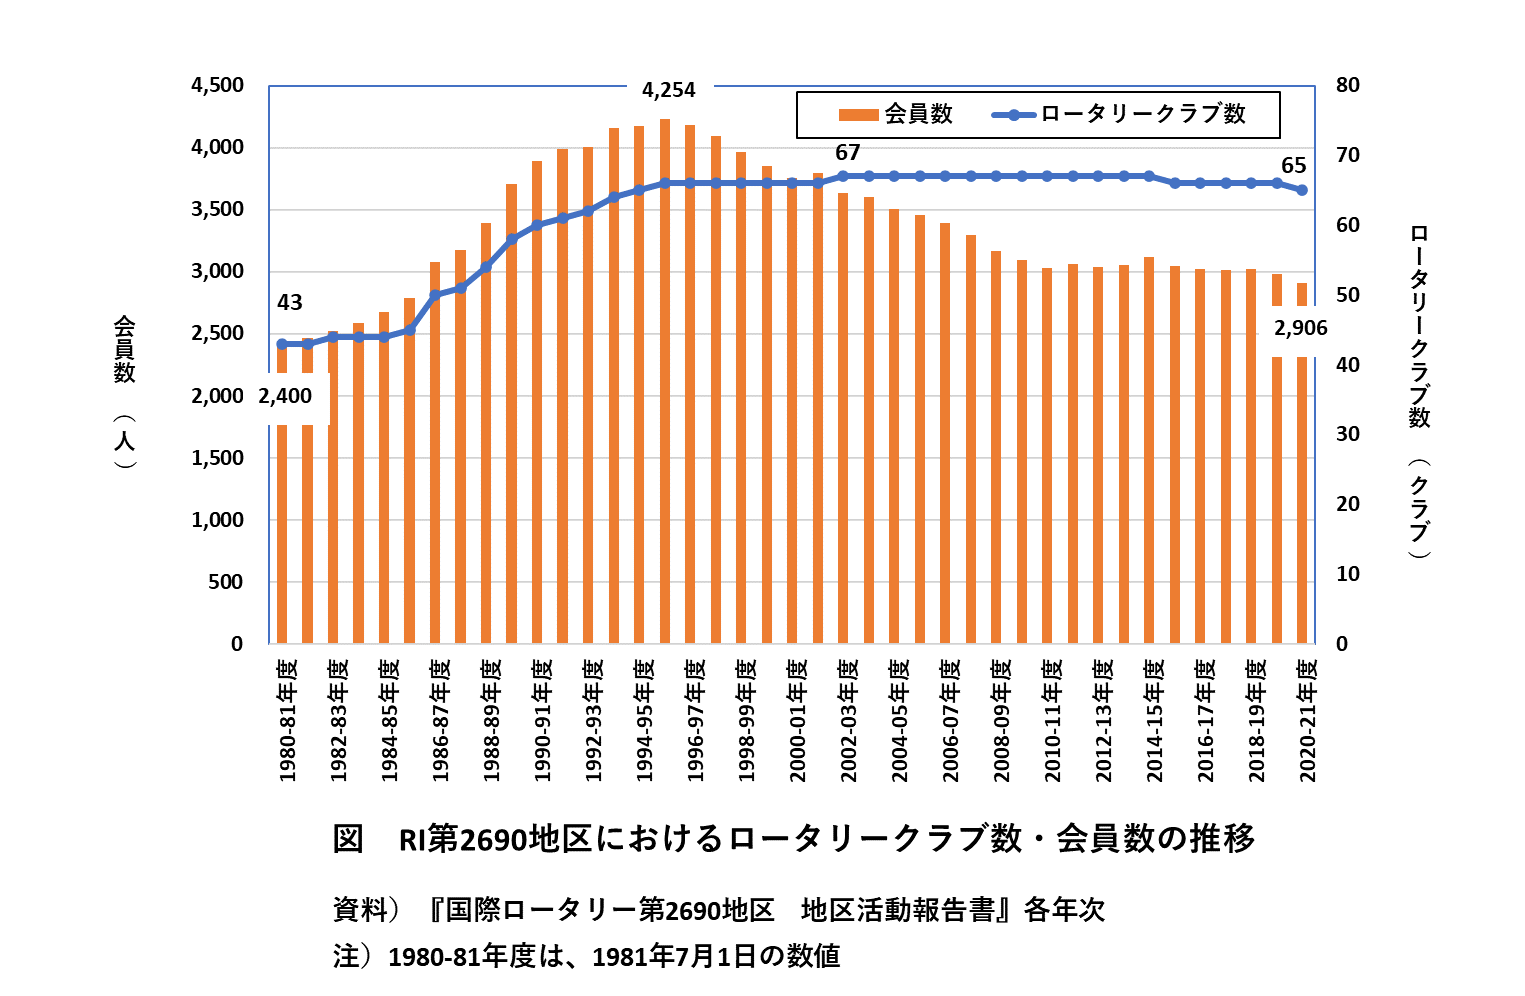 4,500
4,000
3,500
3,000
2,500
2,000
1,500
1,000
500
0
会員数 （人）
80
70
60
50
40
30
20
10
0
ロータリークラブ数 （クラブ）
会員数
ロータリークラブ数
4,254
67
65
43
2,400
2,906
1980-81年度
1982-83年度
1984-85年度
1986-87年度
1988-89年度
1990-91年度
1992-93年度
1994-95年度
1996-97年度
1998-99年度
2000-01年度
2002-03年度
2004-05年度
2006-07年度
2008-09年度
2010-11年度
2012-13年度
2014-15年度
2016-17年度
2018-19年度
2020-21年度
図　RI第2690地区におけるロータリークラブ数・会員数の推移
資料）『国際ロータリー第2690地区　地区活動報告書』各年次
注）1980-81年度は、1981年7月1日の数値